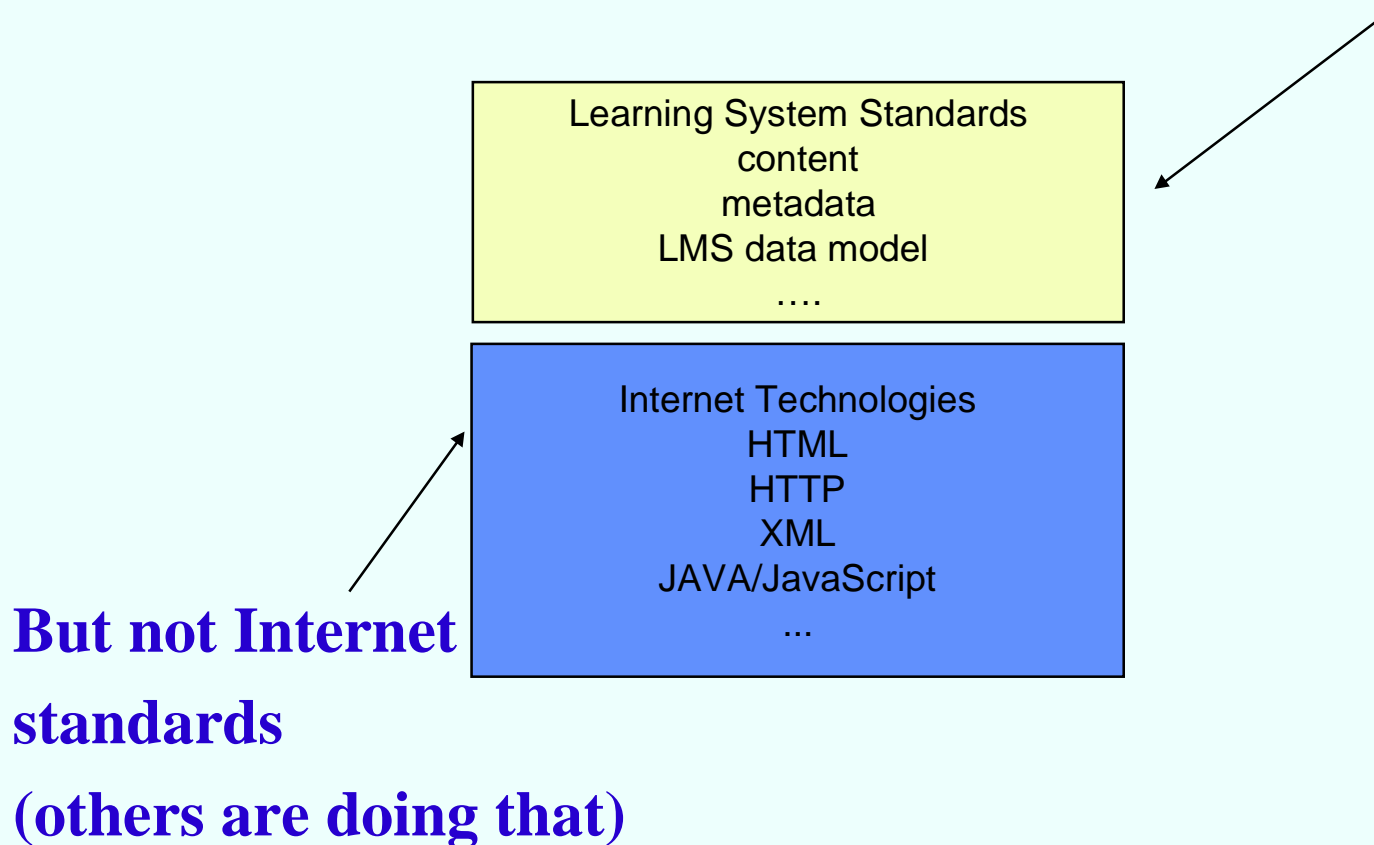 Learning System Standards
content
metadata
LMS data model
….
Internet Technologies
HTML
HTTP
XML
JAVA/JavaScript
...
But not Internet
standards
(others are doing that)